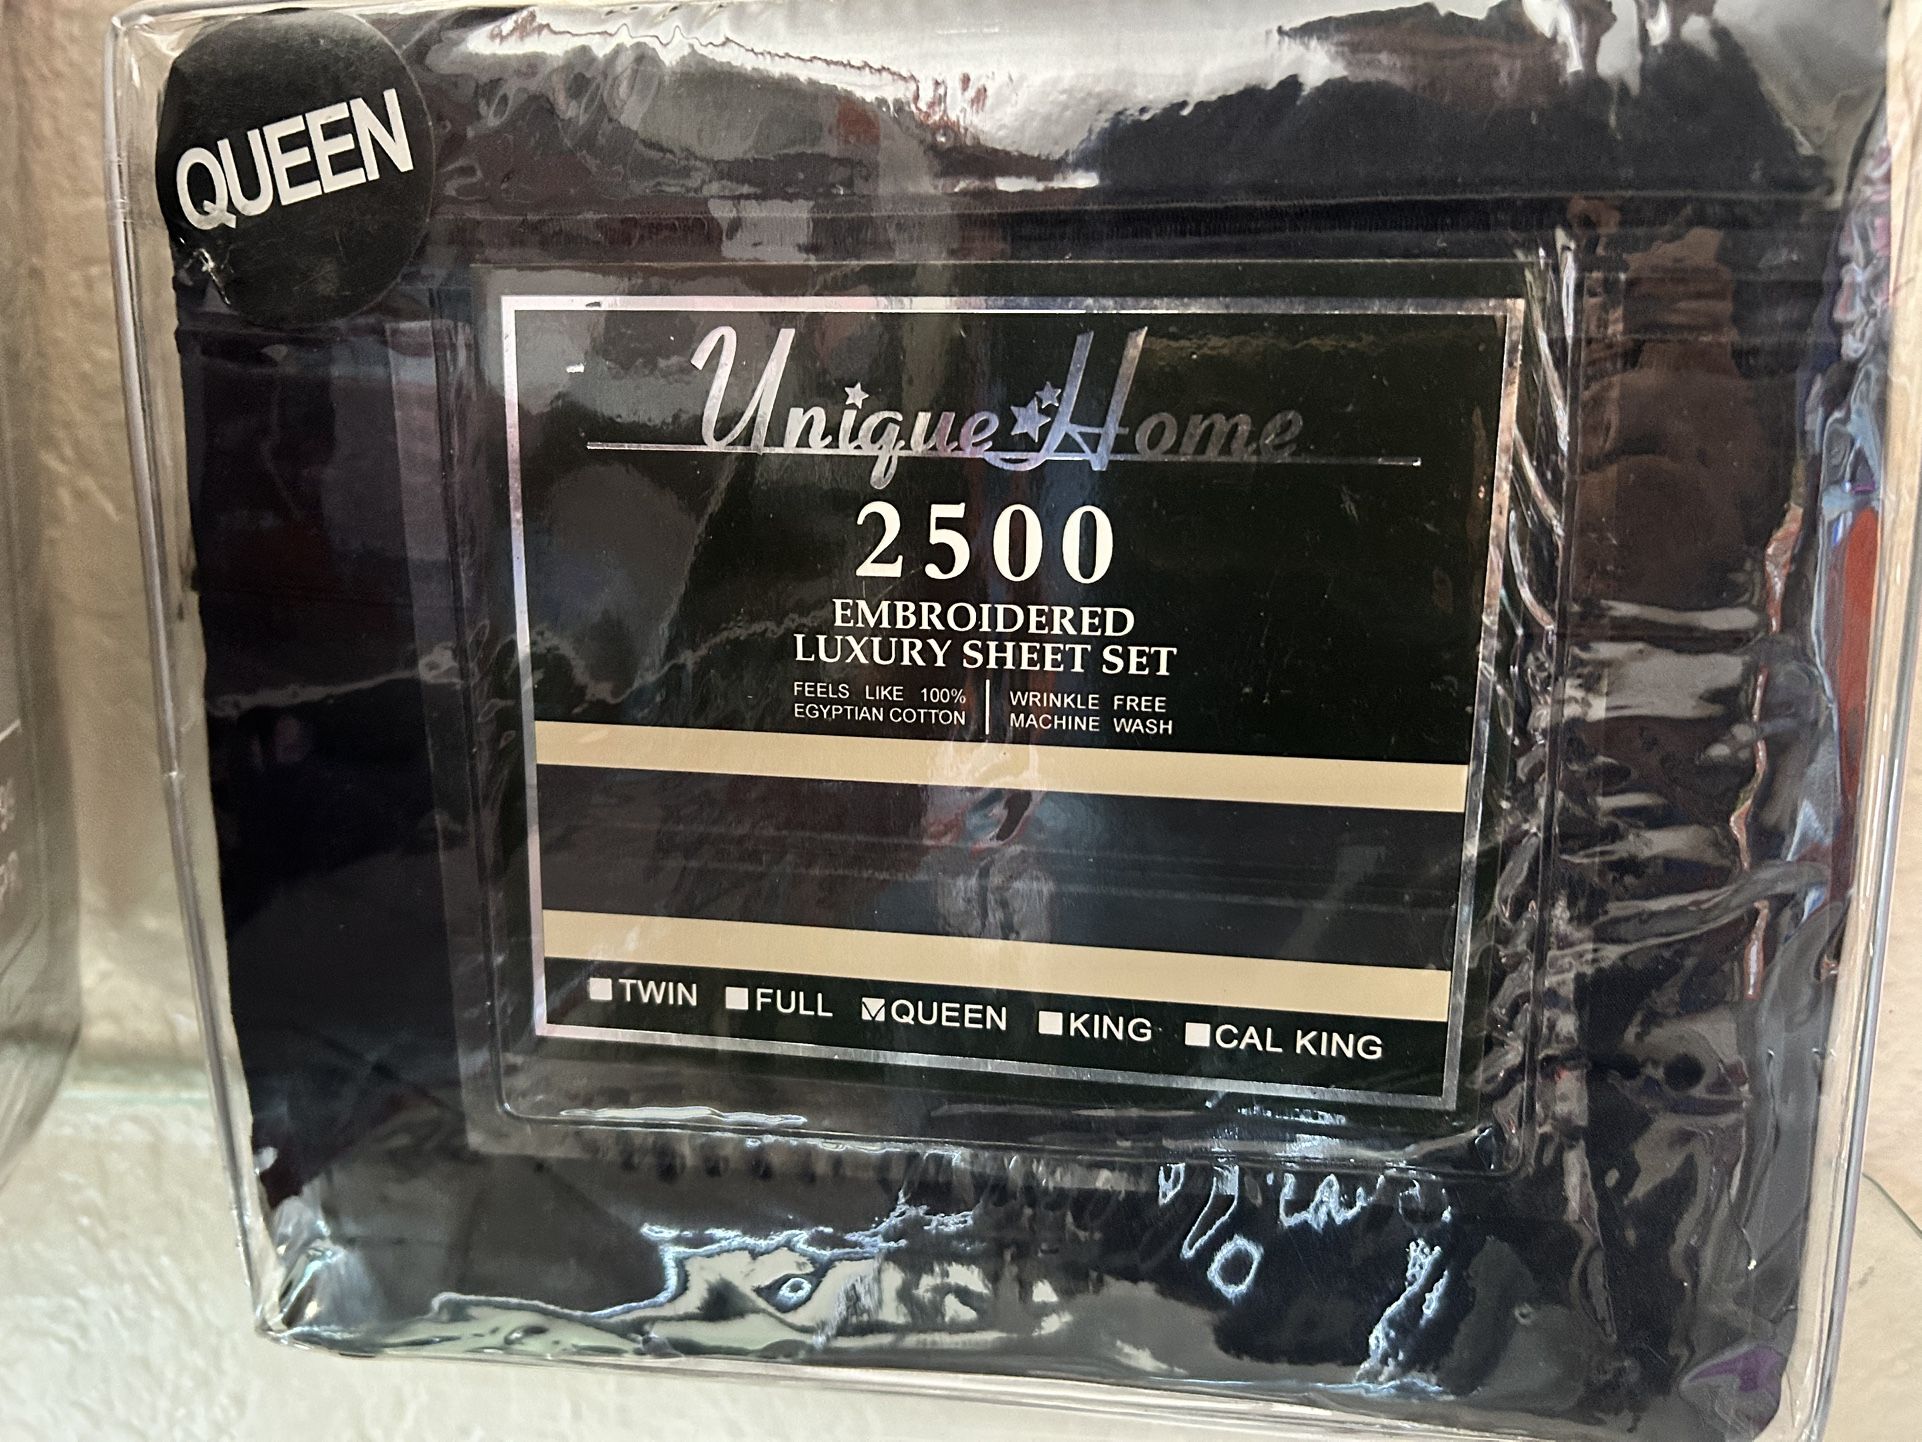 QUEEN
Unique Home
2500
EMBROIDERED
LUXURY SHEET SET
FEELS LIKE 100%
EGYPTIAN COTTON
WRINKLE FREE
MACHINE WASH
TWIN FULL QUEEN KING CAL KING